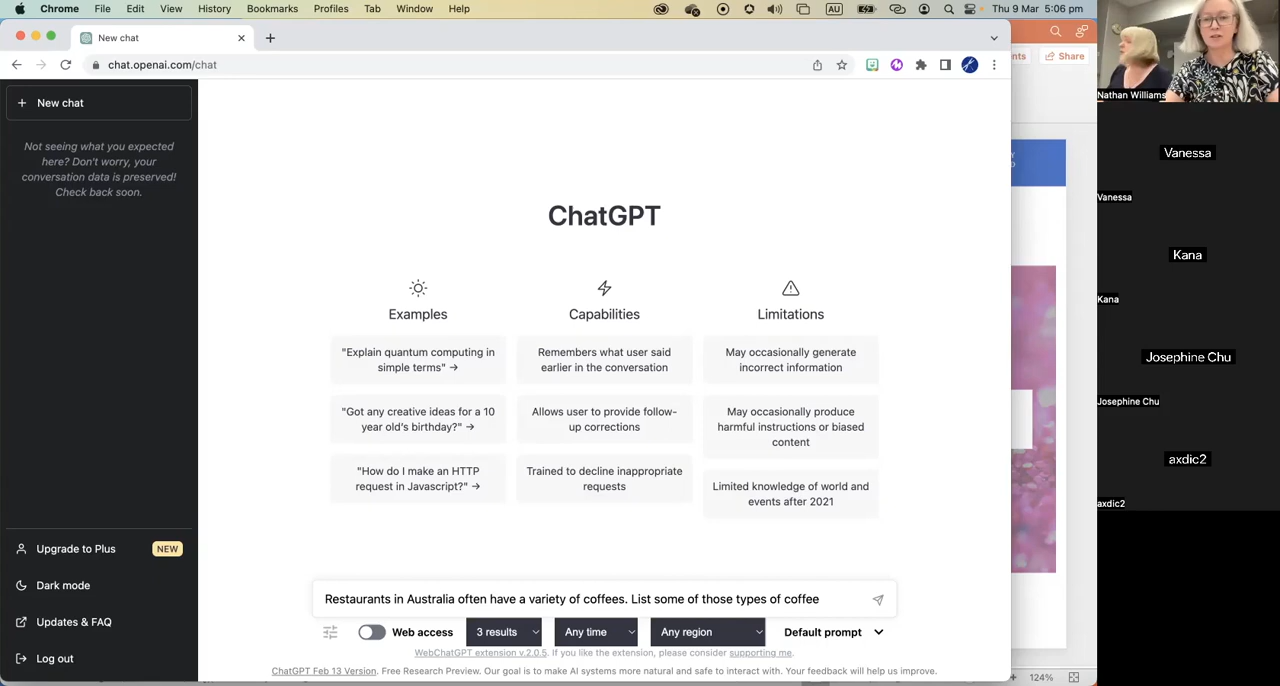 Chrome File Edit View History Bookmarks Profiles Tab Window Help AU Thu 9 Mar 5:06 pm
New chat
chat.openai.com/chat
Share
New chat
Not seeing what you expected
here? Don't worry, your
conversation data is preserved!
Check back soon.
ChatGPT
Examples
Capabilities
Limitations
"Explain quantum computing in
simple terms" →
Remembers what user said
earlier in the conversation
May occasionally generate
incorrect information
"Got any creative ideas for a 10
year old's birthday?" →
Allows user to provide follow-
up corrections
May occasionally produce
harmful instructions or biased
content
"How do I make an HTTP
request in Javascript?" →
Trained to decline inappropriate
requests
Limited knowledge of world and
events after 2021
Upgrade to Plus NEW
Dark mode
Updates & FAQ
Log out
Restaurants in Australia often have a variety of coffees. List some of those types of coffee
Web access 3 results Any time Any region Default prompt
WebChatGPT extension v.2.0.5. If you like the extension, please consider supporting me.
ChatGPT Feb 13 Version. Free Research Preview. Our goal is to make AI systems more natural and safe to interact with. Your feedback will help us improve.
124%
Nathan Williams
Vanessa
Vanessa
Kana
Kana
Josephine Chu
Josephine Chu
axdic2
axdic2